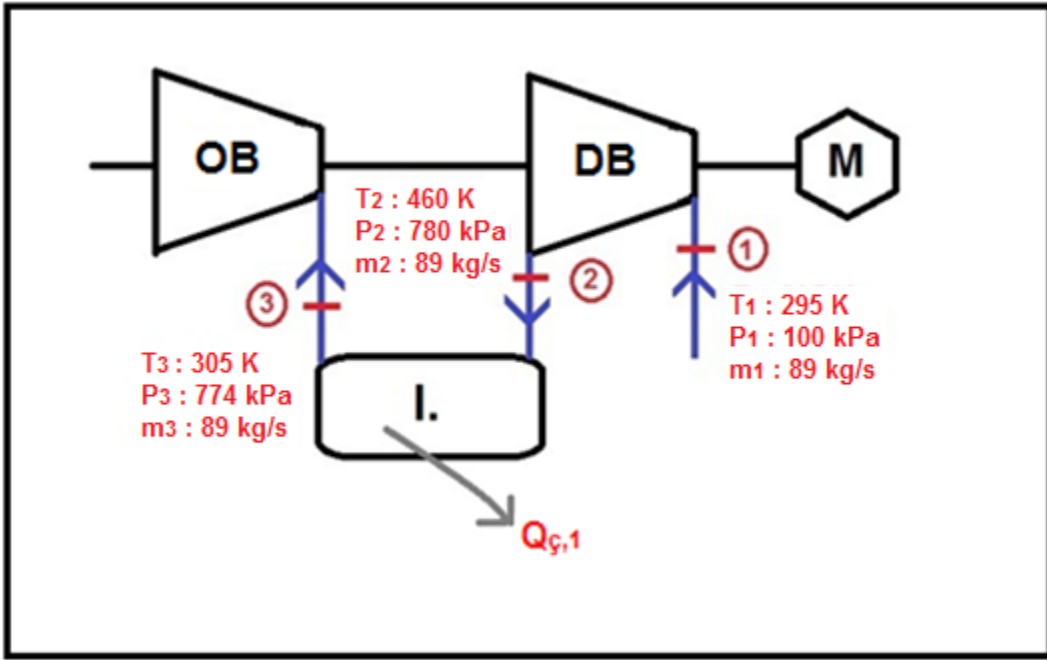 OB
DB
M
T2 : 460 K
P2 : 780 kPa
m2 : 89 kg/s
1
2
3
T1 : 295 K
P1 : 100 kPa
m1 : 89 kg/s
T3 : 305 K
P3 : 774 kPa
m3 : 89 kg/s
I.
Qç,1